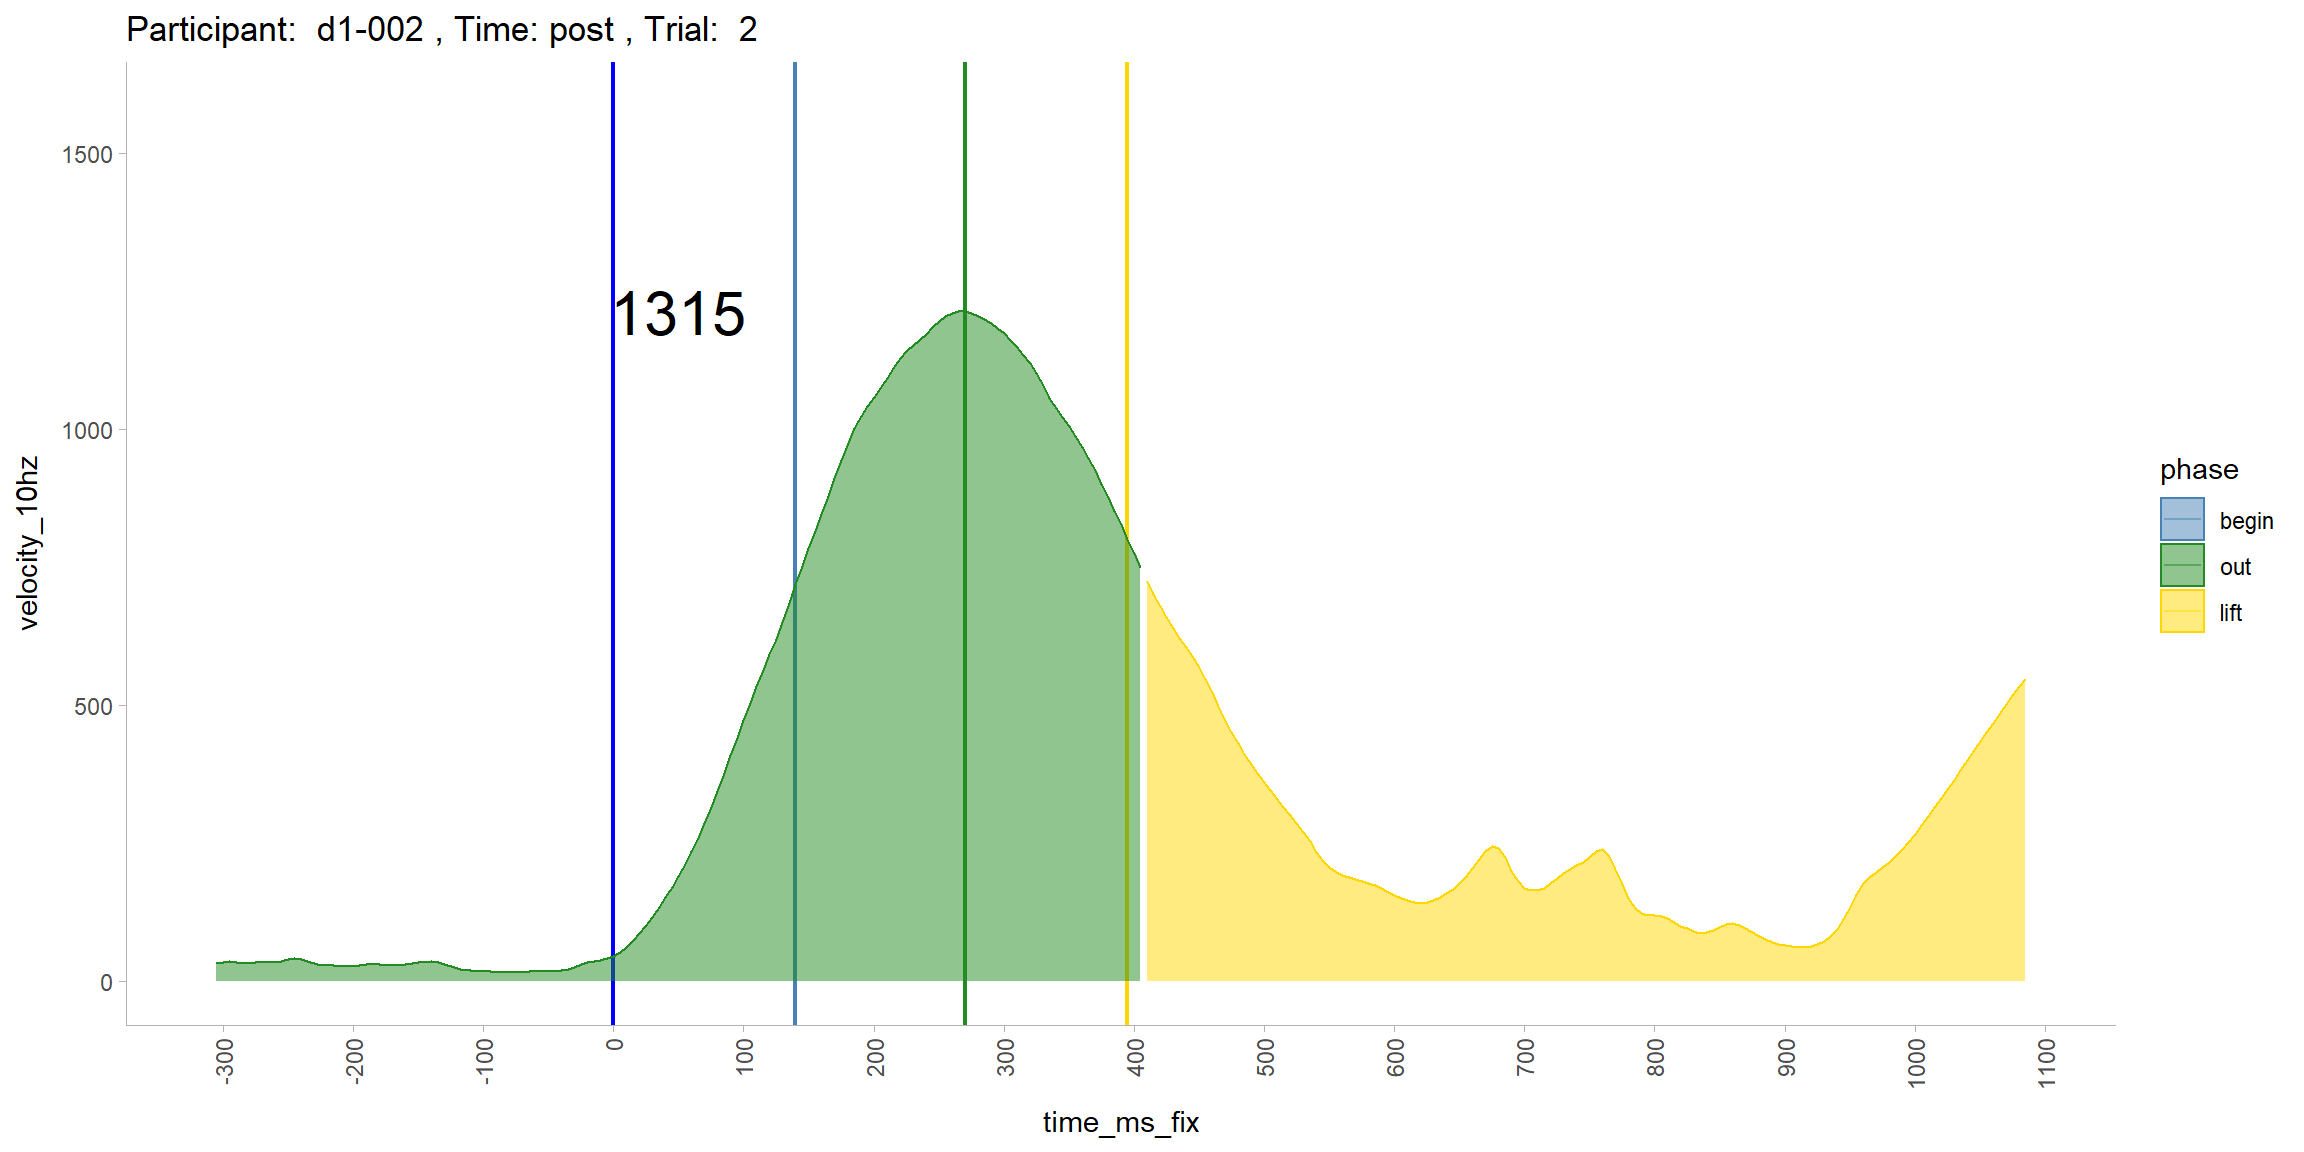 Participant:  d1-002 , Time: post , Trial:  2
1500
1000
500
0
velocity_10hz
1315
-300
-200
-100
0
100
200
300
400
500
600
700
800
900
1000
1100
time_ms_fix
phase
begin
out
lift